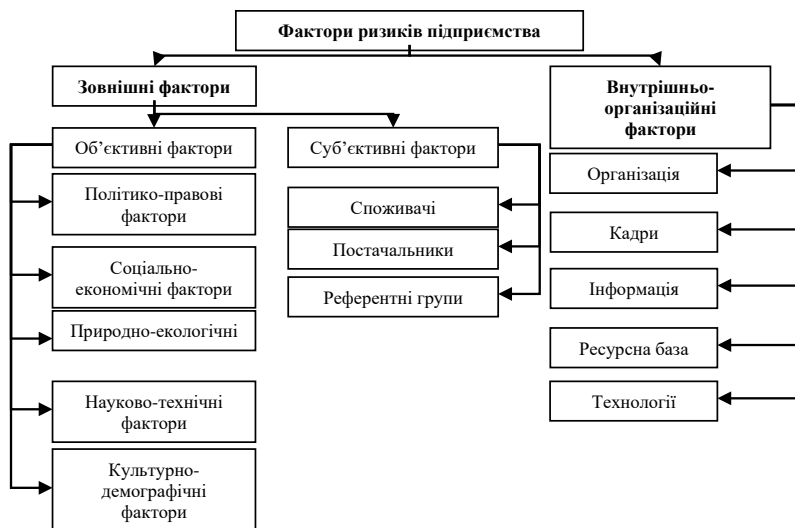 Фактори ризиків підприємства
Зовнішні фактори
Внутрішньо-
організаційні
фактори
Об’єктивні фактори
Суб’єктивні фактори
Політико-правові
фактори
Соціально-
економічні фактори
Природно-екологічні
Науково-технічні
фактори
Культурно-
демографічні
фактори
Споживачі
Постачальники
Референтні групи
Організація
Кадри
Інформація
Ресурсна база
Технології